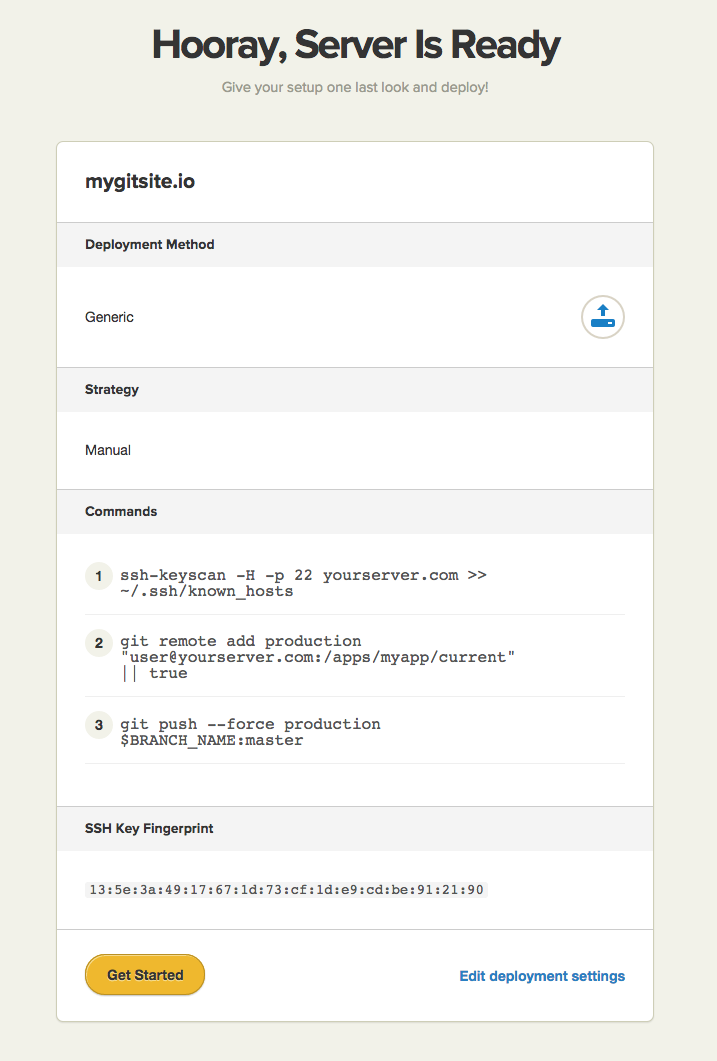 Hooray, Server Is Ready
Give your setup one last look and deploy!
mygitsite.io
Deployment Method
Generic
Strategy
Manual
Commands
1 ssh-keyscan -H -p 22 yourserver.com >>
~/.ssh/known_hosts
2 git remote add production
"user@yourserver.com:/apps/myapp/current"
|| true
3 git push --force production
$BRANCH_NAME:master
SSH Key Fingerprint
13:5e:3a:49:17:67:1d:73:cf:1d:e9:cd:be:91:21:90
Get Started
Edit deployment settings